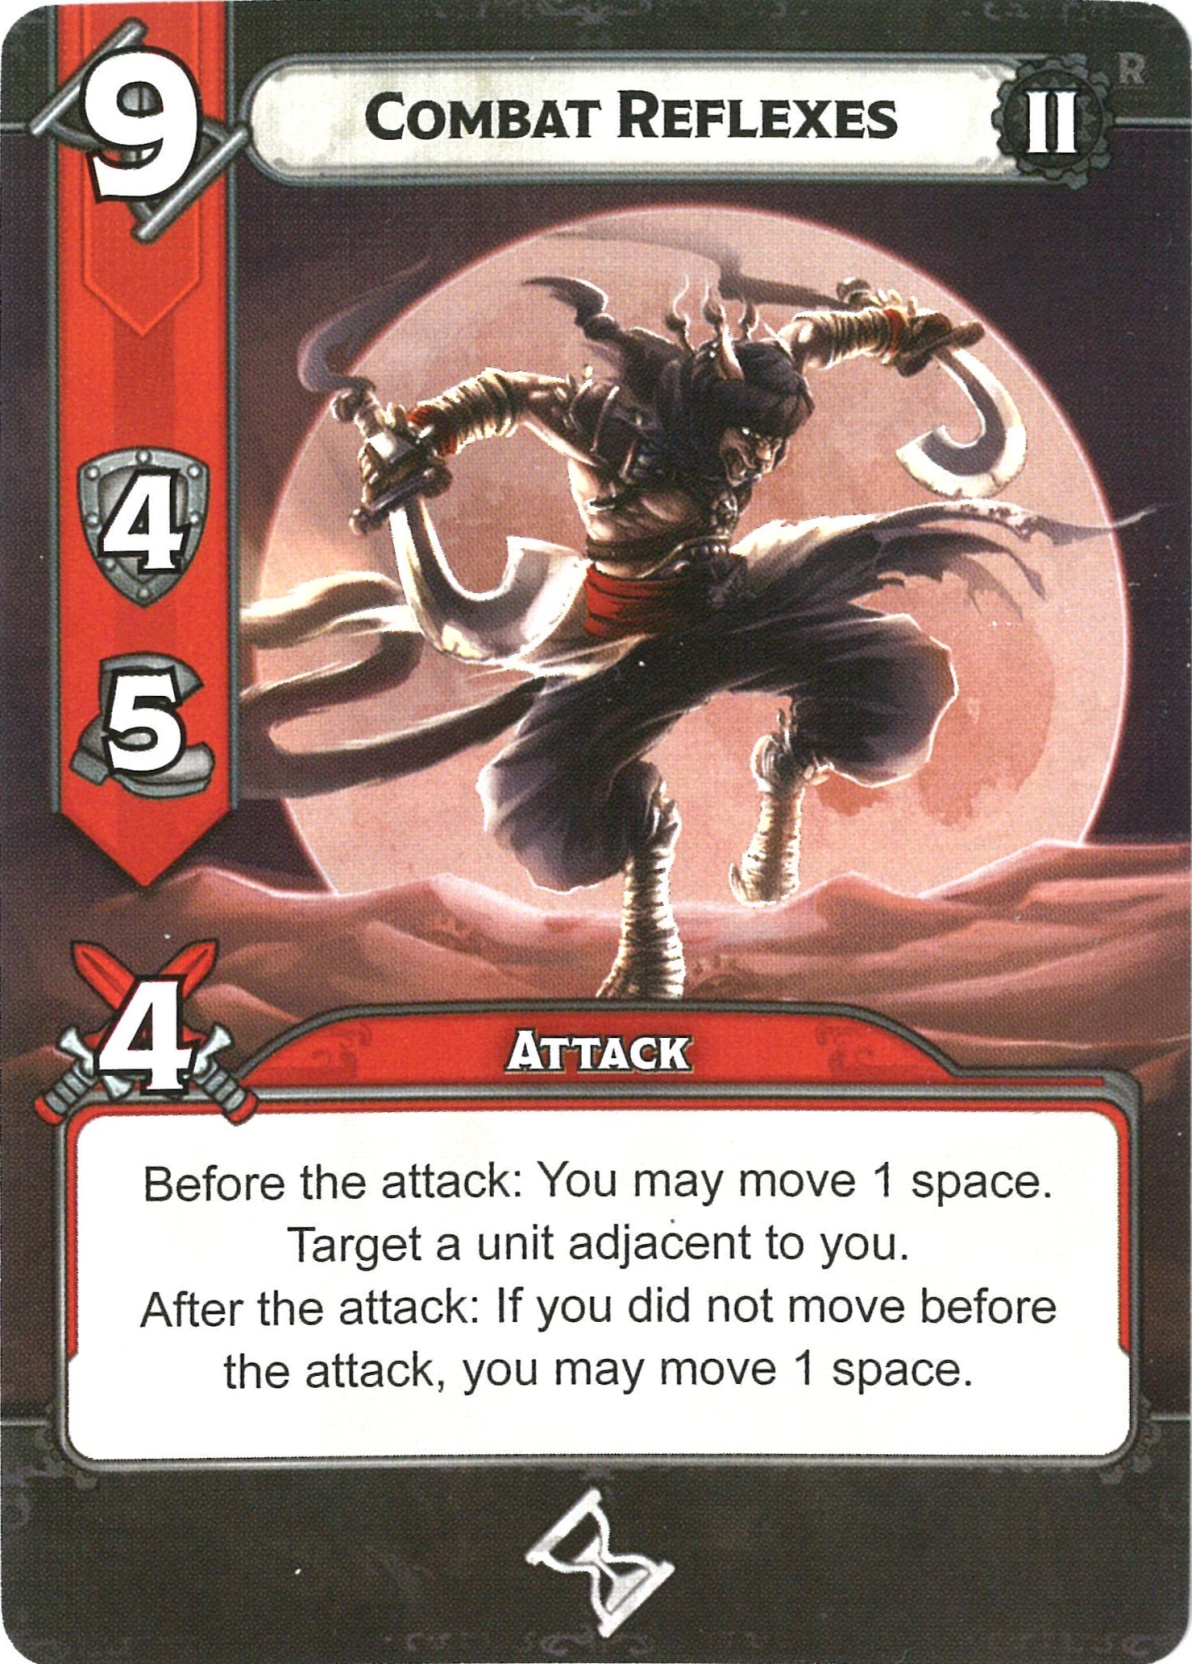 9
COMBAT REFLEXES
II
R
4
5
4
ATTACK
Before the attack: You may move 1 space.
Target a unit adjacent to you.
After the attack: If you did not move before
the attack, you may move 1 space.